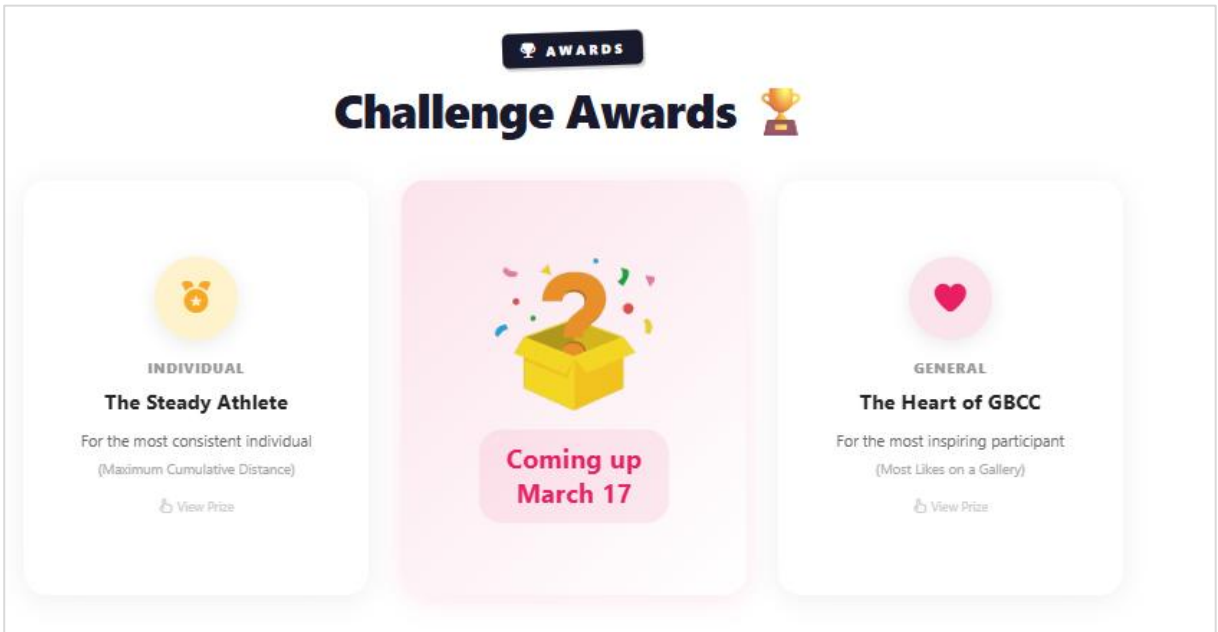 AWARDS
Challenge Awards
INDIVIDUAL
The Steady Athlete
For the most consistent individual
(Maximum Cumulative Distance)
View Prize
Coming up
March 17
GENERAL
The Heart of GBCC
For the most inspiring participant
(Most Likes on a Gallery)
View Prize